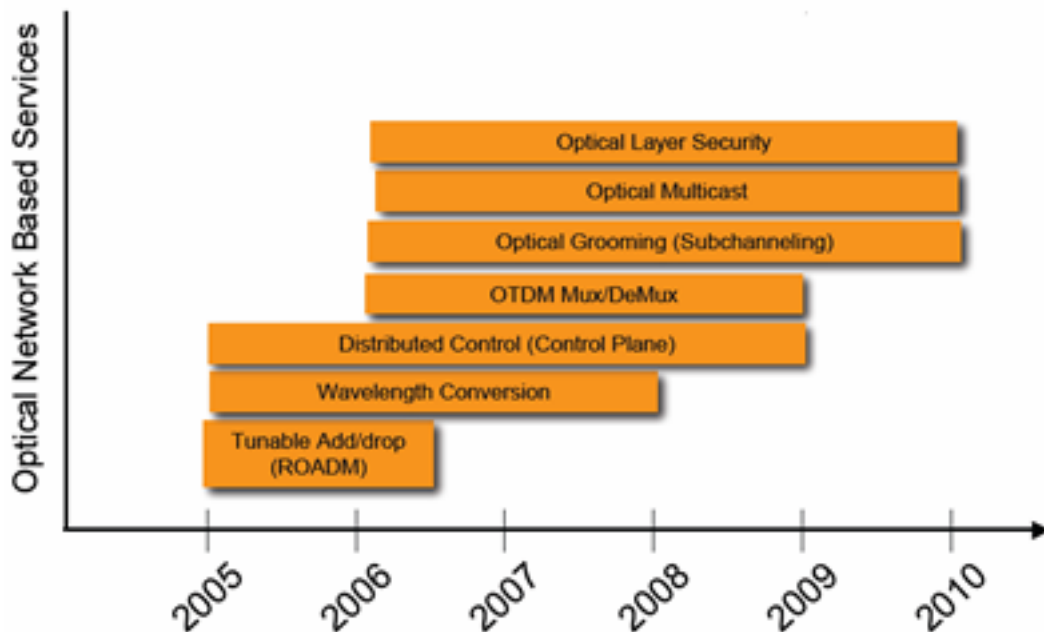 Optical Network Based Services
Optical Layer Security
Optical Multicast
Optical Grooming (Subchanneling)
OTDM Mux/DeMux
Distributed Control (Control Plane)
Wavelength Conversion
Tunable Add/drop
(ROADM)
2005
2006
2007
2008
2009
2010